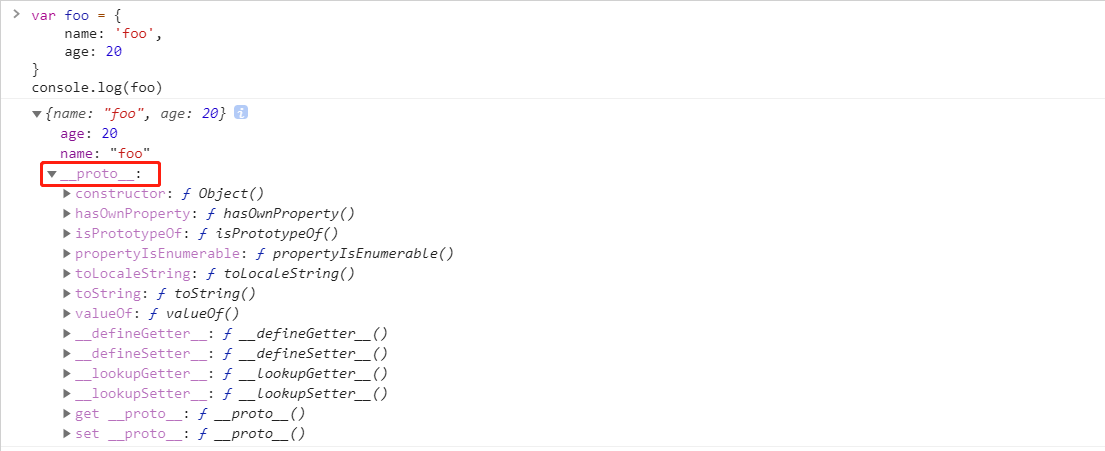 var foo = {
name: 'foo',
age: 20
}
console.log(foo)
{name: "foo", age: 20} i
age: 20
name: "foo"
__proto__:
constructor: ƒ Object()
hasOwnProperty: ƒ hasOwnProperty()
isPrototypeOf: ƒ isPrototypeOf()
propertyIsEnumerable: ƒ propertyIsEnumerable()
toLocaleString: ƒ toLocaleString()
toString: ƒ toString()
valueOf: ƒ valueOf()
__defineGetter__: ƒ __defineGetter__()
__defineSetter__: ƒ __defineSetter__()
__lookupGetter__: ƒ __lookupGetter__()
__lookupSetter__: ƒ __lookupSetter__()
get __proto__: ƒ __proto__()
set __proto__: ƒ __proto__()